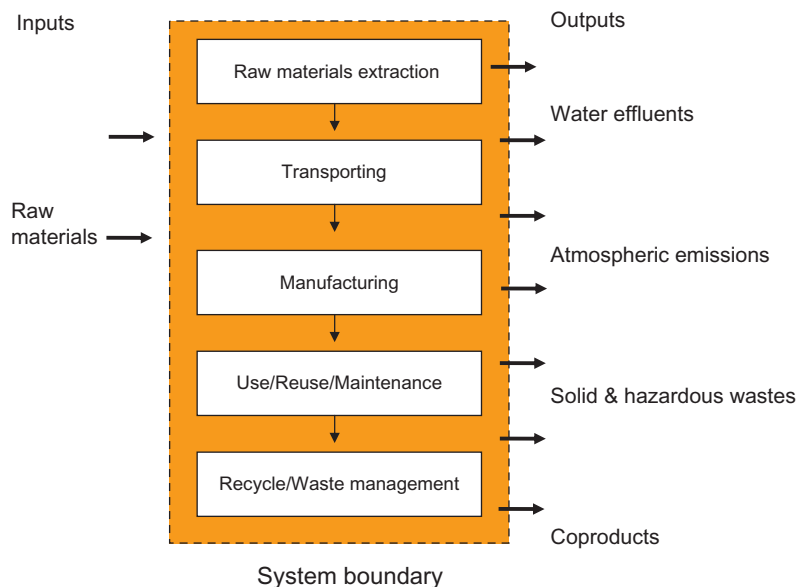 Inputs
Outputs
Raw materials extraction
Water effluents
Transporting
Raw
materials
Atmospheric emissions
Manufacturing
Use/Reuse/Maintenance
Solid & hazardous wastes
Recycle/Waste management
Coproducts
System boundary